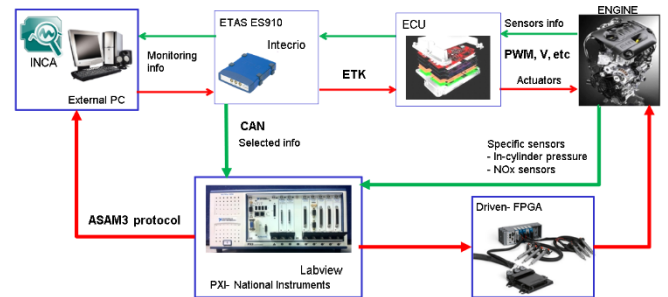 ETAS ES910
ECU
ENGINE
INCA
Monitoring
info
Intecrio
Sensors info
PWM, V, etc
ETK
Actuators
External PC
CAN
Selected info
Specific sensors
- In-cylinder pressure
- NOx sensors
ASAM3 protocol
Driven- FPGA
Labview
PXI- National Instruments